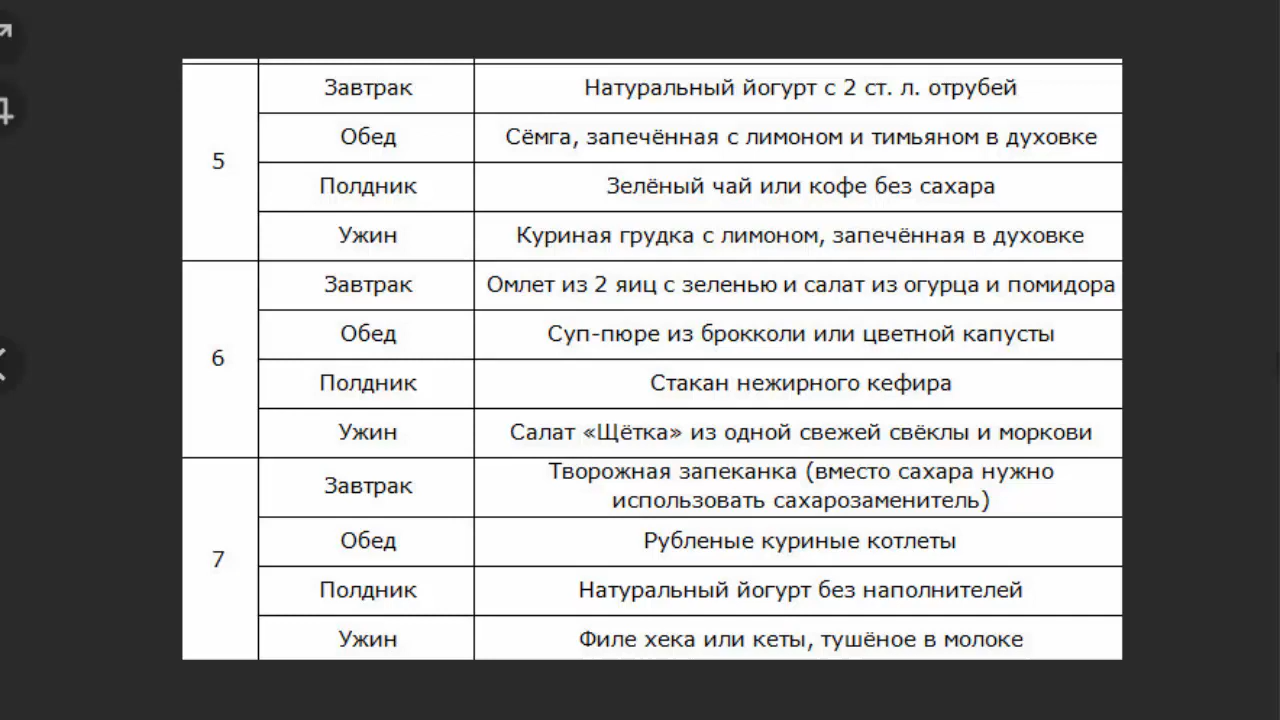 5
Завтрак
Натуральный йогурт с 2 ст. л. отрубей
Обед
Сёмга, запечённая с лимоном и тимьяном в духовке
Полдник
Зелёный чай или кофе без сахара
Ужин
Куриная грудка с лимоном, запечённая в духовке
6
Завтрак
Омлет из 2 яиц с зеленью и салат из огурца и помидора
Обед
Суп-пюре из брокколи или цветной капусты
Полдник
Стакан нежирного кефира
Ужин
Салат «Щётка» из одной свежей свёклы и моркови
7
Завтрак
Творожная запеканка (вместо сахара нужно
использовать сахарозаменитель)
Обед
Рубленые куриные котлеты
Полдник
Натуральный йогурт без наполнителей
Ужин
Филе хека или кеты, тушёное в молоке